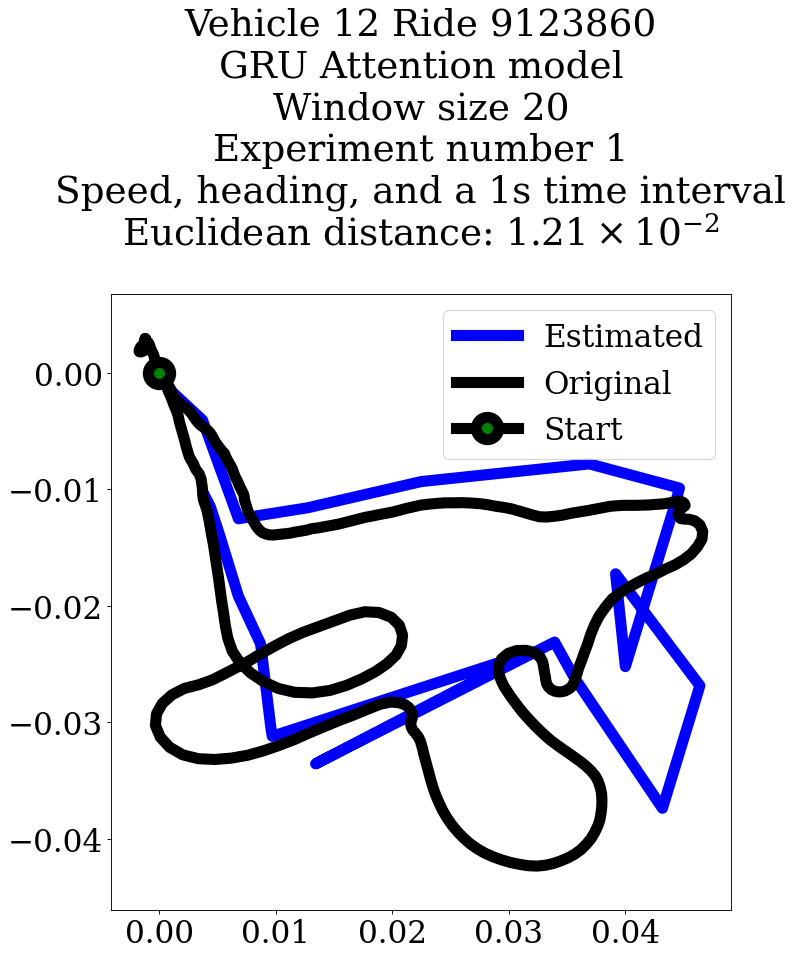 Vehicle 12 Ride 9123860
GRU Attention model
Window size 20
Experiment number 1
Speed, heading, and a 1s time interval
Euclidean distance: 1.21 × 10⁻²
Estimated
Original
Start
0.00
−0.01
−0.02
−0.03
−0.04
0.00 0.01 0.02 0.03 0.04